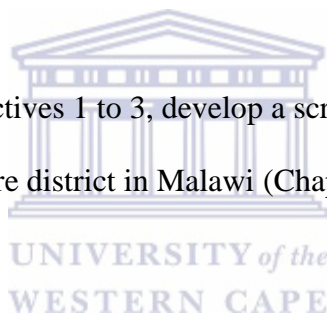 ctives 1 to 3, develop a scr
re district in Malawi (Chap
UNIVERSITY of the
WESTERN CAPE